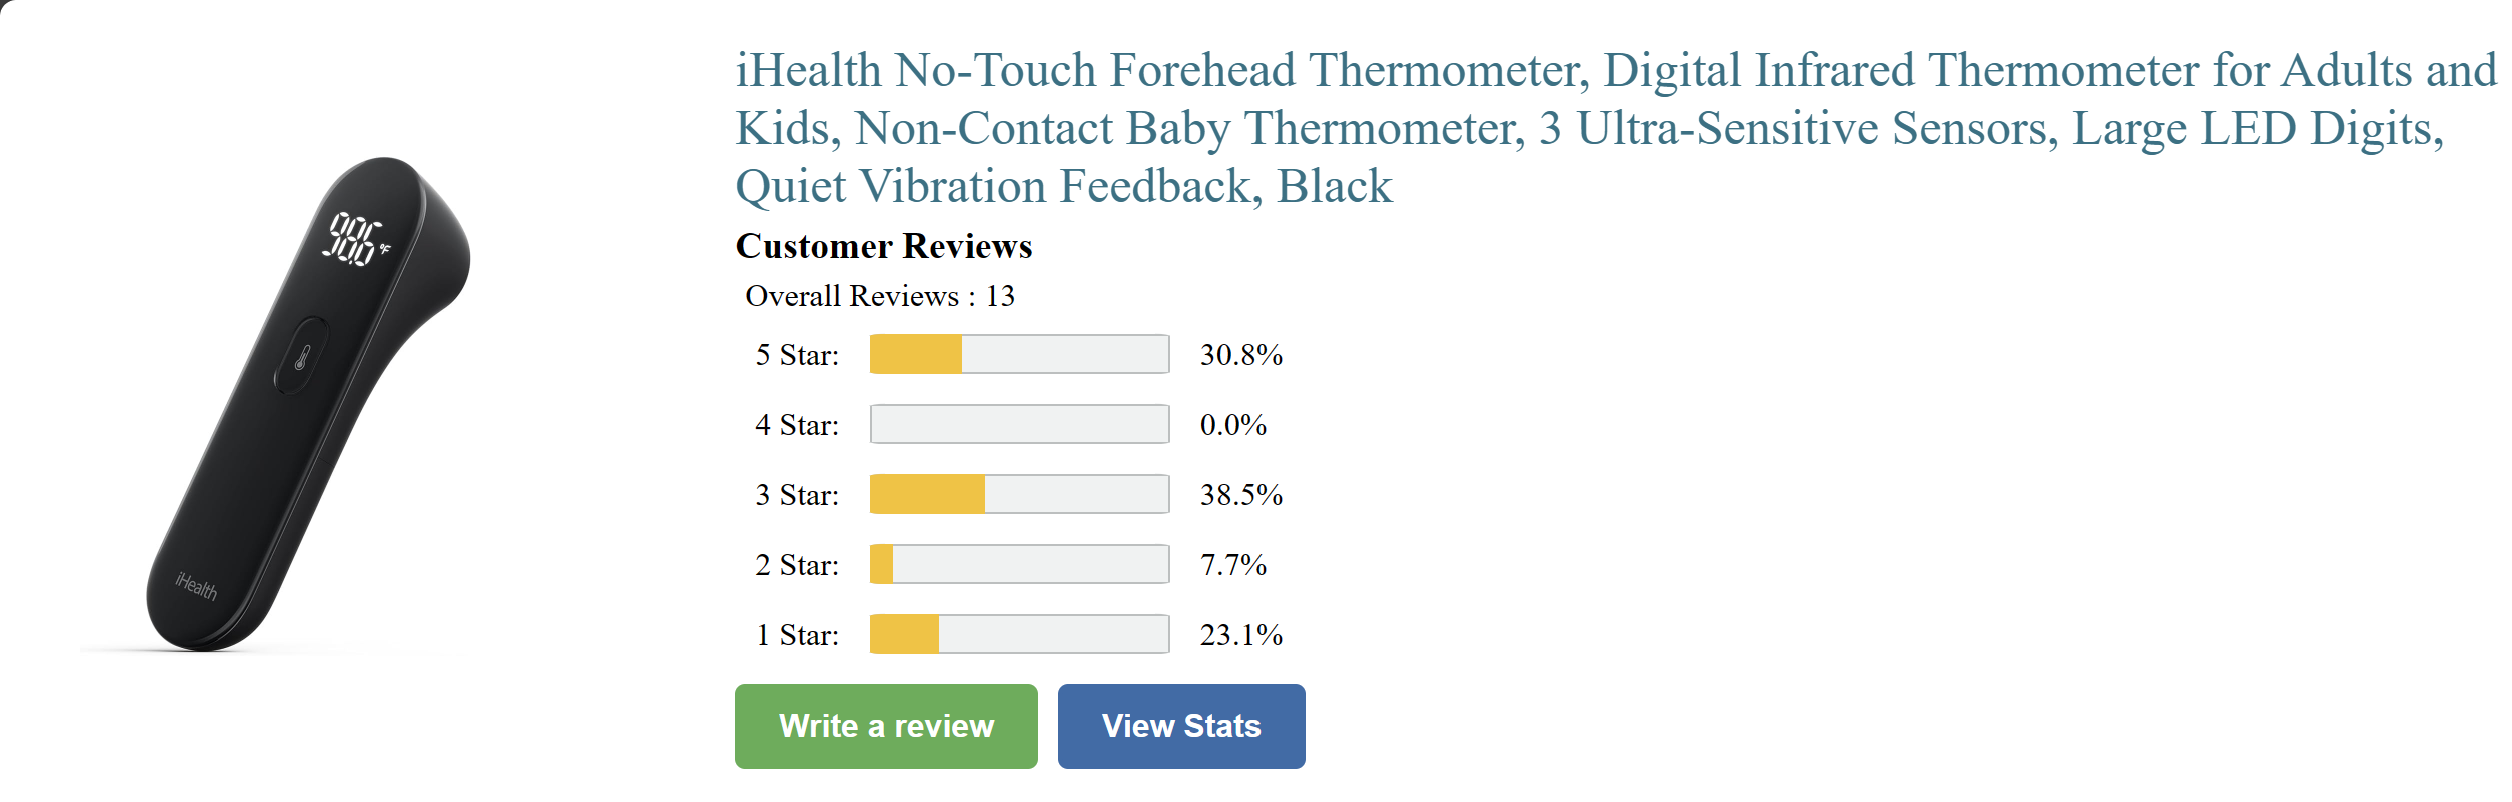 iHealth No-Touch Forehead Thermometer, Digital Infrared Thermometer for Adults and
Kids, Non-Contact Baby Thermometer, 3 Ultra-Sensitive Sensors, Large LED Digits,
Quiet Vibration Feedback, Black
Customer Reviews
Overall Reviews : 13
5 Star: 30.8%
4 Star: 0.0%
3 Star: 38.5%
2 Star: 7.7%
1 Star: 23.1%
Write a review View Stats
98.6 °F
iHealth